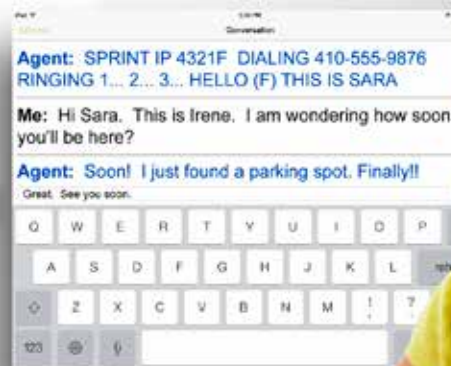 iPad
Conversation
Agent: SPRINT IP 4321F DIALING 410-555-9876
RINGING 1... 2... 3... HELLO (F) THIS IS SARA
Me: Hi Sara. This is Irene. I am wondering how soon
you'll be here?
Agent: Soon! I just found a parking spot. Finally!!
Great. See you soon.
Q W E R T Y U I O P
A S D F G H J K L
Z X C V B N M ! , ? .
123